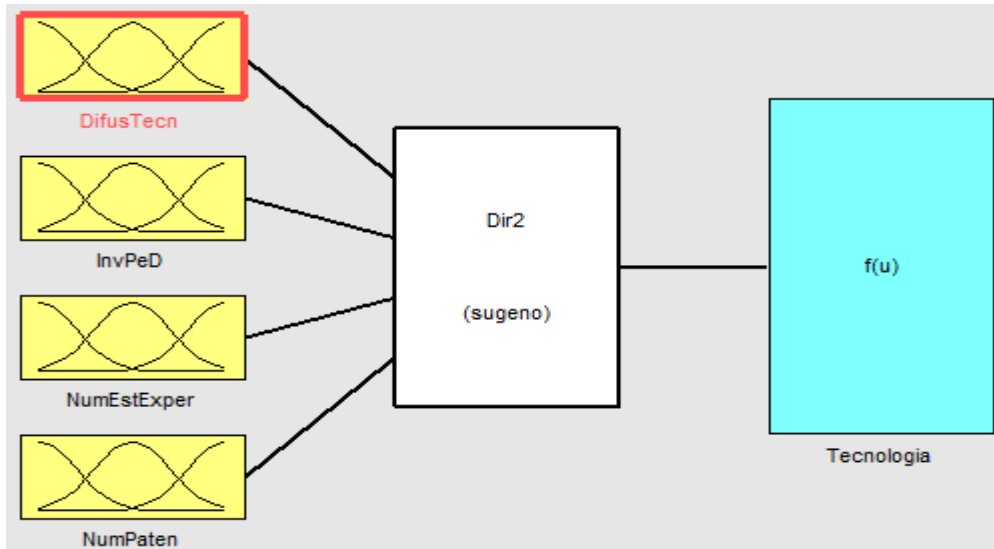 DifusTecn
InvPeD
NumEstExper
NumPaten
Dir2
(sugeno)
f(u)
Tecnologia